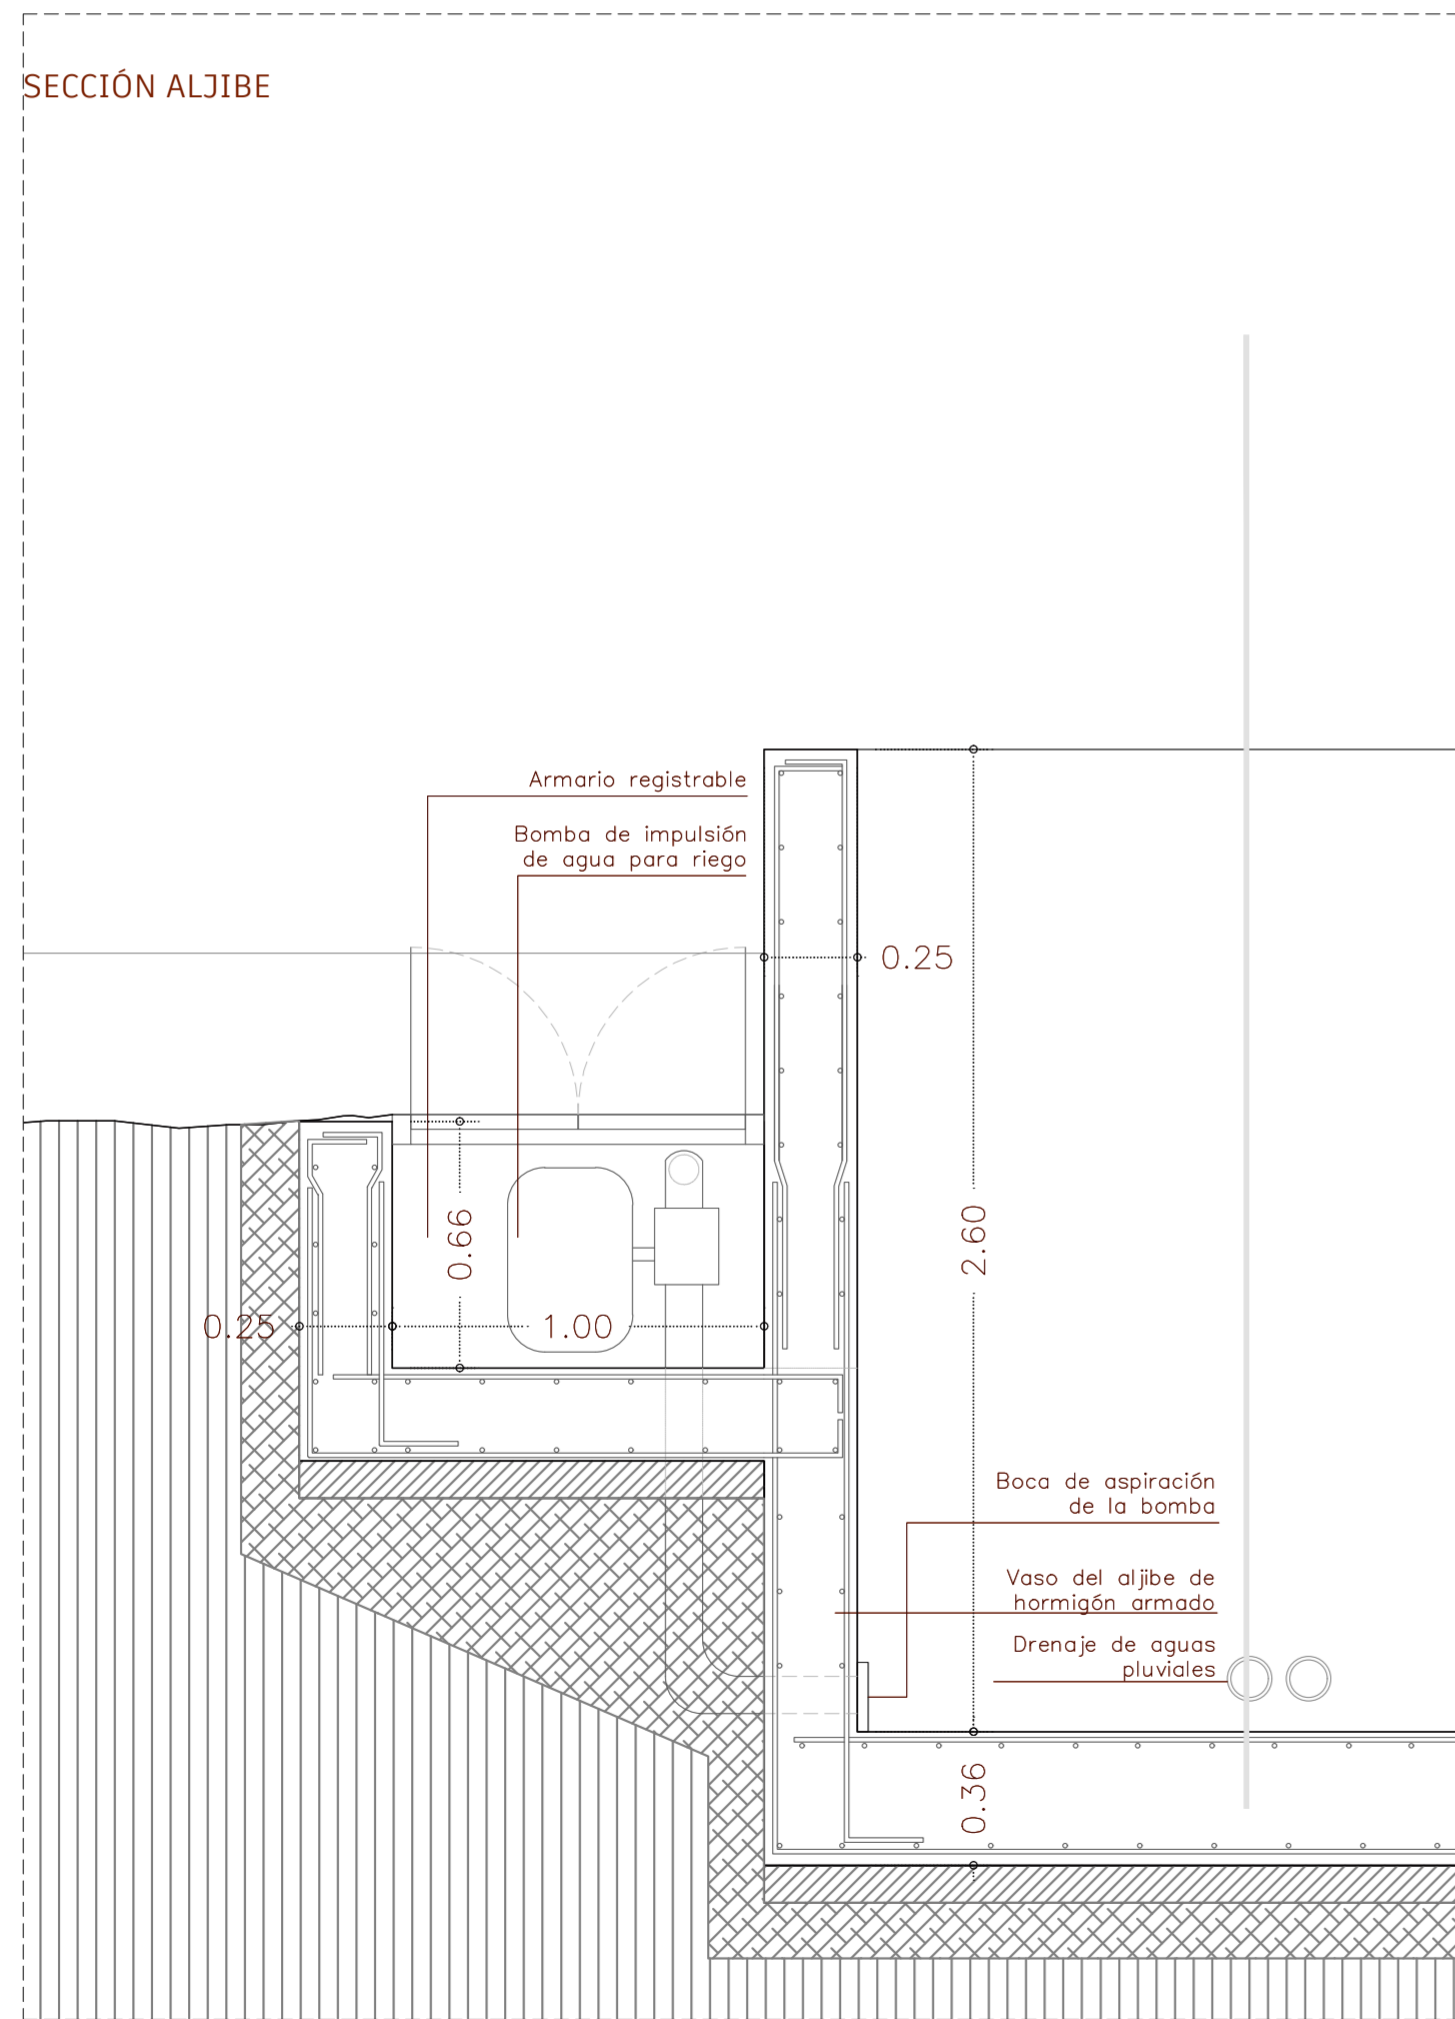 SECCIÓN ALJIBE
Armario registrable
Bomba de impulsión
de agua para riego
0.25
0.66
2.60
0.25
1.00
Boca de aspiración
de la bomba
Vaso del aljibe de
hormigón armado
Drenaje de aguas
pluviales
0.36